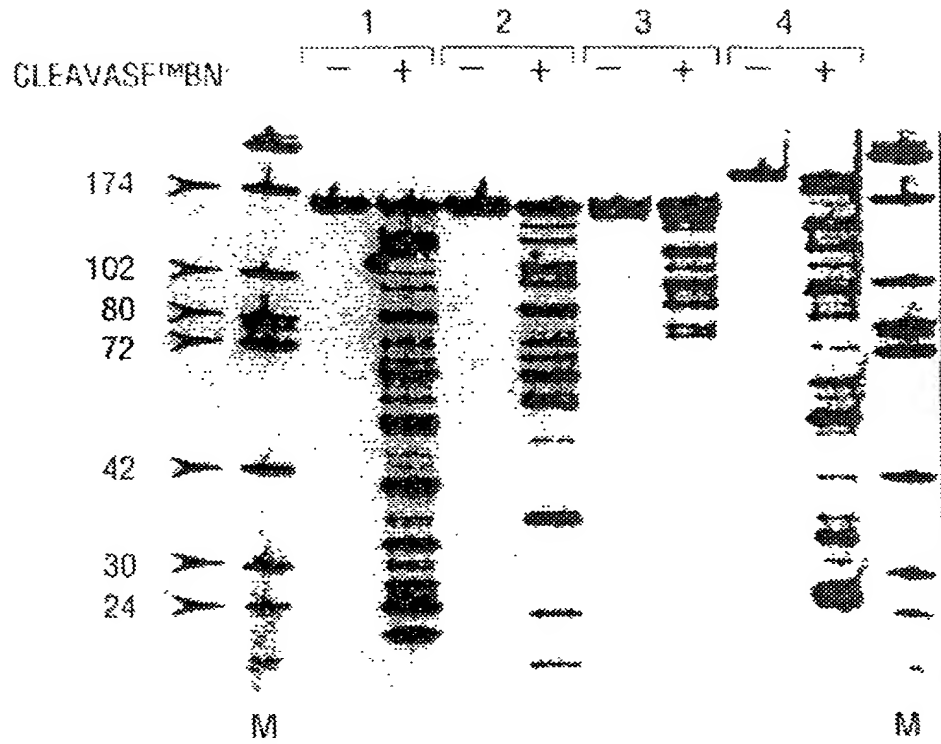 1 2 3 4
CLEAVASE™BN - + - + - + - +
174
102
80
72
42
30
24
M M